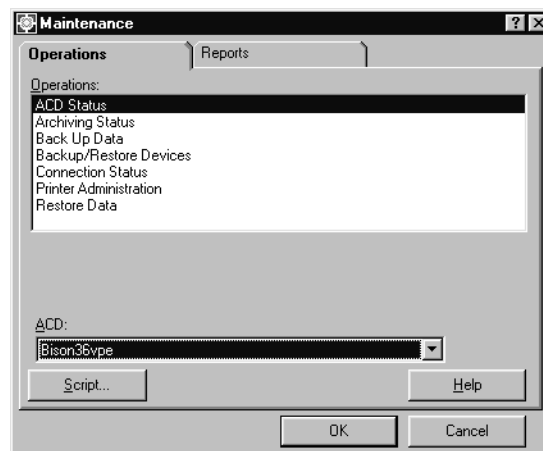 Maintenance
Operations
Reports
Operations:
ACD Status
Archiving Status
Back Up Data
Backup/Restore Devices
Connection Status
Printer Administration
Restore Data
ACD:
Bison36vpe
Script...
Help
OK
Cancel